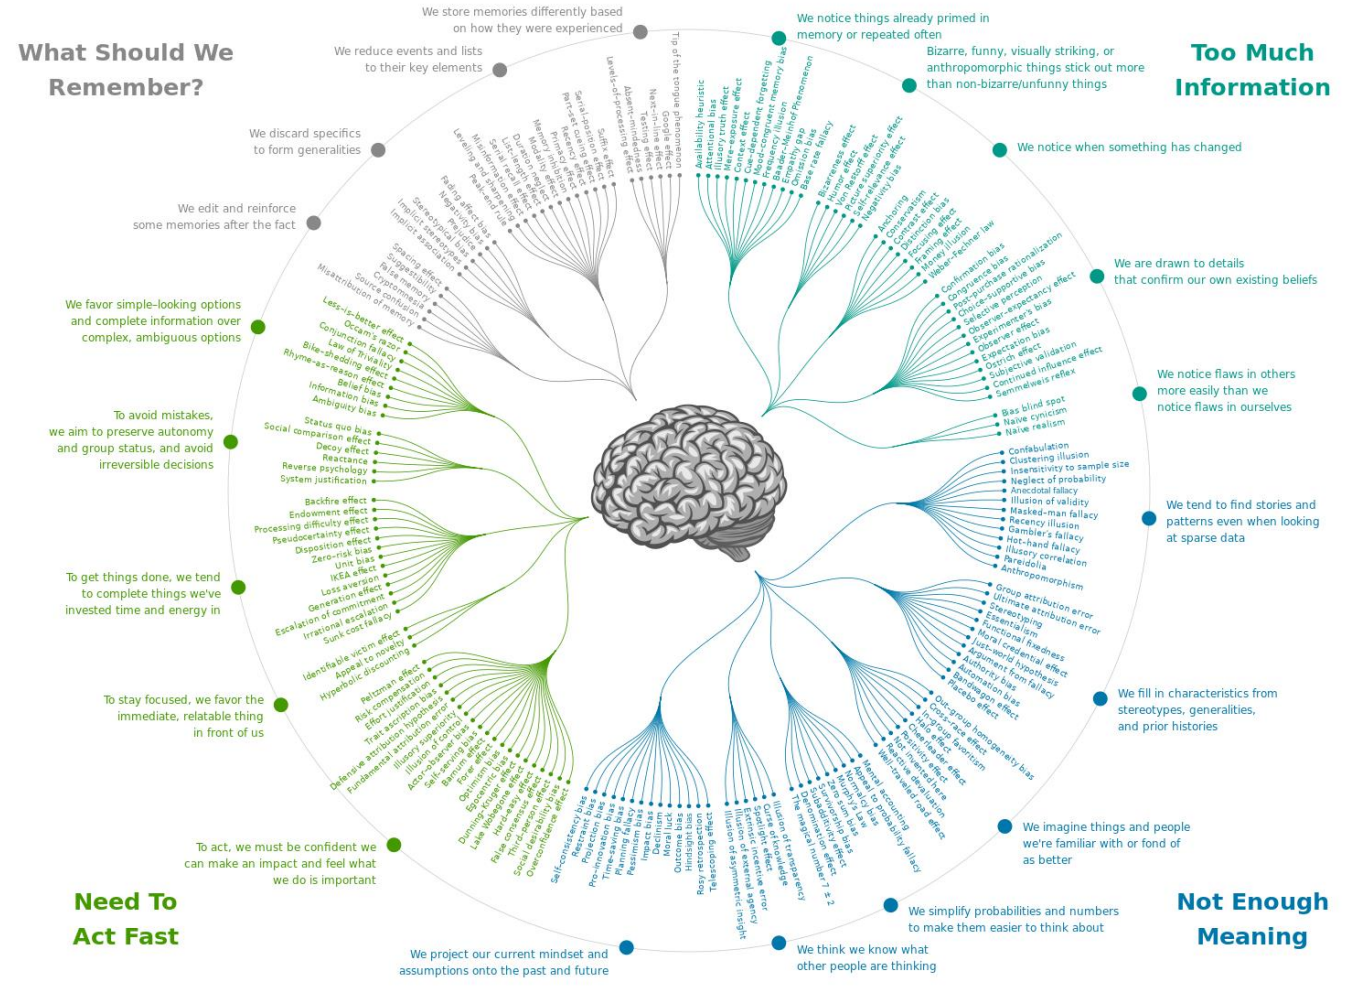 What Should We
Remember?
We store memories differently based
on how they were experienced
We reduce events and lists
to their key elements
We discard specifics
to form generalities
We edit and reinforce
some memories after the fact
Tip of the tongue phenomenon
Google effect
Next-in-line effect
Testing effect
Absent-mindedness
Levels-of-processing effect
Suffix effect
Serial-position effect
Part-set cueing effect
Recency effect
Primacy effect
Memory inhibition
Modality effect
Duration neglect
List-length effect
Serial recall effect
Misinformation effect
Leveling and sharpening
Peak-end rule
Fading affect bias
Negativity bias
Prejudice
Stereotypical bias
Implicit stereotypes
Implicit association
Spacing effect
Suggestibility
False memory
Cryptomnesia
Source confusion
Misattribution of memory
Too Much
Information
We notice things already primed in
memory or repeated often
Bizarre, funny, visually striking, or
anthropomorphic things stick out more
than non-bizarre/unfunny things
We notice when something has changed
We are drawn to details
that confirm our own existing beliefs
We notice flaws in others
more easily than we
notice flaws in ourselves
Availability heuristic
Attentional bias
Illusory truth effect
Mere-exposure effect
Context effect
Cue-dependent forgetting
Mood-congruent memory bias
Frequency illusion
Baader-Meinhof Phenomenon
Empathy gap
Omission bias
Base rate fallacy
Bizarreness effect
Humor effect
Von Restorff effect
Picture superiority effect
Self-relevance effect
Negativity bias
Anchoring
Conservatism
Contrast effect
Distinction bias
Focusing effect
Framing effect
Money illusion
Weber-Fechner law
Confirmation bias
Congruence bias
Post-purchase rationalization
Choice-supportive bias
Selective perception
Observer-expectancy effect
Experimenter's bias
Observer effect
Expectation bias
Ostrich effect
Subjective validation
Continued influence effect
Semmelweis reflex
Bias blind spot
Naïve cynicism
Naïve realism
We tend to find stories and
patterns even when looking
at sparse data
We fill in characteristics from
stereotypes, generalities,
and prior histories
We imagine things and people
we're familiar with or fond of
as better
We simplify probabilities and numbers
to make them easier to think about
We think we know what
other people are thinking
We project our current mindset and
assumptions onto the past and future
Not Enough
Meaning
Confabulation
Clustering illusion
Insensitivity to sample size
Neglect of probability
Anecdotal fallacy
Illusion of validity
Masked-man fallacy
Recency illusion
Gambler's fallacy
Hot-hand fallacy
Illusory correlation
Pareidolia
Anthropomorphism
Group attribution error
Ultimate attribution error
Stereotyping
Essentialism
Functional fixedness
Moral credential effect
Just-world hypothesis
Argument from fallacy
Authority bias
Automation bias
Bandwagon effect
Placebo effect
Out-group homogeneity bias
Cross-race effect
In-group favoritism
Halo effect
Cheerleader effect
Positivity effect
Not invented here
Reactive devaluation
Well-traveled road effect
Mental accounting
Appeal to probability fallacy
Normalcy bias
Murphy's Law
Zero sum bias
Survivorship bias
Subadditivity effect
Denomination effect
The magical number 7 ± 2
Illusion of transparency
Curse of knowledge
Spotlight effect
Extrinsic incentive error
Illusion of external agency
Illusion of asymmetric insight
Telescoping effect
Rosy retrospection
Hindsight bias
Outcome bias
Moral luck
Declinism
Impact bias
Pessimism bias
Planning fallacy
Time-saving bias
Pro-innovation bias
Projection bias
Restraint bias
Self-consistency bias
We favor simple-looking options
and complete information over
complex, ambiguous options
To avoid mistakes,
we aim to preserve autonomy
and group status, and avoid
irreversible decisions
To get things done, we tend
to complete things we've
invested time and energy in
To stay focused, we favor the
immediate, relatable thing
in front of us
To act, we must be confident we
can make an impact and feel what
we do is important
Need To
Act Fast
Less-is-better effect
Occam's razor
Conjunction fallacy
Law of Triviality
Bike-shedding effect
Rhyme-as-reason effect
Belief bias
Information bias
Ambiguity bias
Status quo bias
Social comparison effect
Decoy effect
Reactance
Reverse psychology
System justification
Backfire effect
Endowment effect
Processing difficulty effect
Pseudocertainty effect
Disposition effect
Zero-risk bias
Unit bias
IKEA effect
Loss aversion
Generation effect
Escalation of commitment
Irrational escalation
Sunk cost fallacy
Identifiable victim effect
Appeal to novelty
Hyperbolic discounting
Peltzman effect
Risk compensation
Effort justification
Trait ascription bias
Defensive attribution hypothesis
Fundamental attribution error
Illusory superiority
Illusion of control
Actor-observer bias
Self-serving bias
Barnum effect
Forer effect
Optimism bias
Egocentric bias
Dunning-Kruger effect
Lake Wobegone effect
Hard-easy effect
False consensus effect
Third-person effect
Social desirability bias
Overconfidence effect